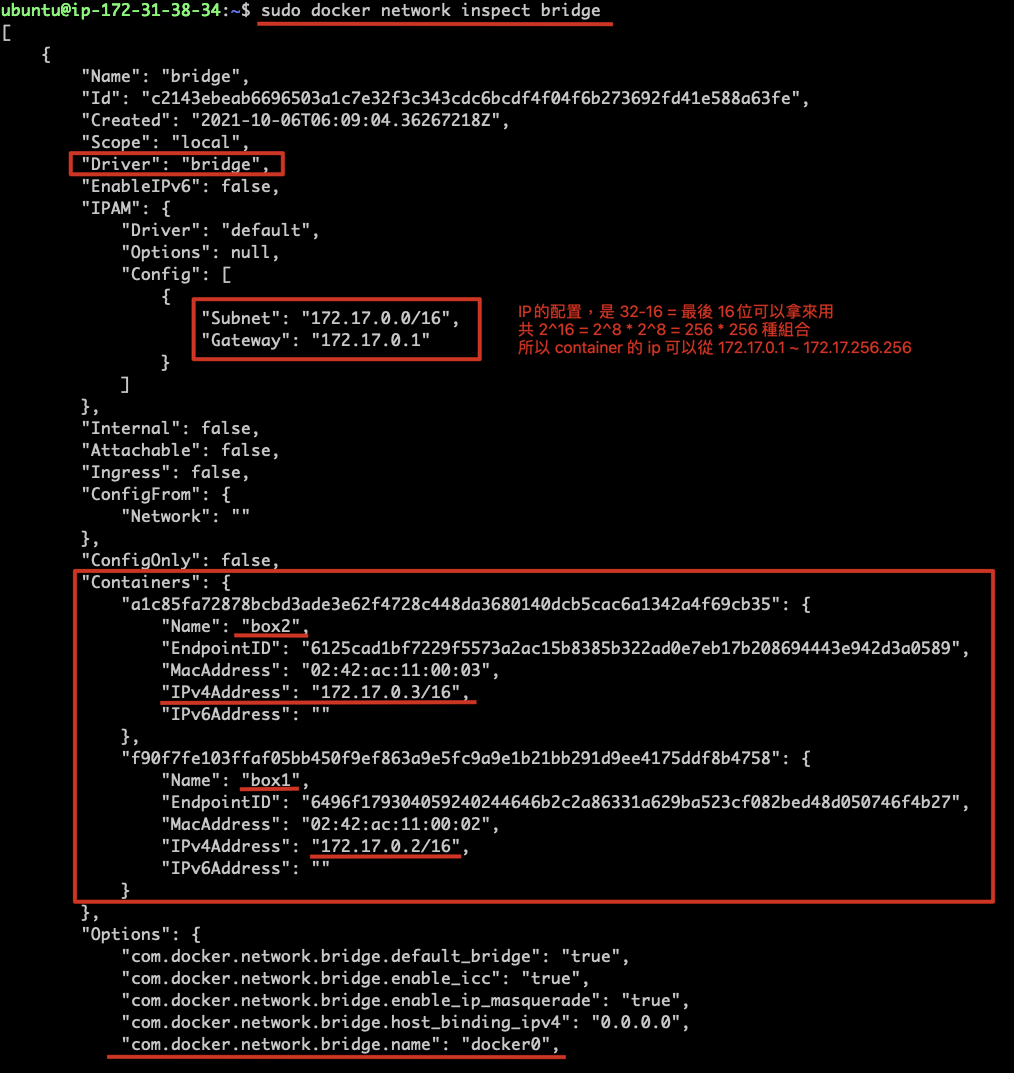 ubuntu@ip-172-31-38-34:~$ sudo docker network inspect bridge
[
    {
        "Name": "bridge",
        "Id": "c2143ebeab6696503a1c7e32f3c343cdc6bcdf4f04f6b273692fd41e588a63fe",
        "Created": "2021-10-06T06:09:04.36267218Z",
        "Scope": "local",
        "Driver": "bridge",
        "EnableIPv6": false,
        "IPAM": {
            "Driver": "default",
            "Options": null,
            "Config": [
                {
                    "Subnet": "172.17.0.0/16",
                    "Gateway": "172.17.0.1"
IP的配置，是 32-16 = 最後 16位可以拿來用
共 2^16 = 2^8 * 2^8 = 256 * 256 種組合
所以 container 的 ip 可以從 172.17.0.1 ~ 172.17.256.256
                }
            ]
        },
        "Internal": false,
        "Attachable": false,
        "Ingress": false,
        "ConfigFrom": {
            "Network": ""
        },
        "ConfigOnly": false,
        "Containers": {
            "a1c85fa72878bcbd3ade3e62f4728c448da3680140dcb5cac6a1342a4f69cb35": {
                "Name": "box2",
                "EndpointID": "6125cad1bf7229f5573a2ac15b8385b322ad0e7eb17b208694443e942d3a0589",
                "MacAddress": "02:42:ac:11:00:03",
                "IPv4Address": "172.17.0.3/16",
                "IPv6Address": ""
            },
            "f90f7fe103ffaf05bb450f9ef863a9e5fc9a9e1b21bb291d9ee4175ddf8b4758": {
                "Name": "box1",
                "EndpointID": "6496f179304059240244646b2c2a86331a629ba523cf082bed48d050746f4b27",
                "MacAddress": "02:42:ac:11:00:02",
                "IPv4Address": "172.17.0.2/16",
                "IPv6Address": ""
            }
        },
        "Options": {
            "com.docker.network.bridge.default_bridge": "true",
            "com.docker.network.bridge.enable_icc": "true",
            "com.docker.network.bridge.enable_ip_masquerade": "true",
            "com.docker.network.bridge.host_binding_ipv4": "0.0.0.0",
            "com.docker.network.bridge.name": "docker0",